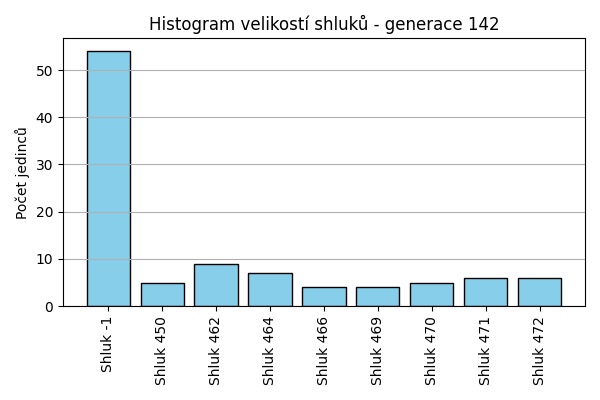 Histogram velikostí shluků - generace 142
Počet jedinců
50
40
30
20
10
0
Shluk -1
Shluk 450
Shluk 462
Shluk 464
Shluk 466
Shluk 469
Shluk 470
Shluk 471
Shluk 472